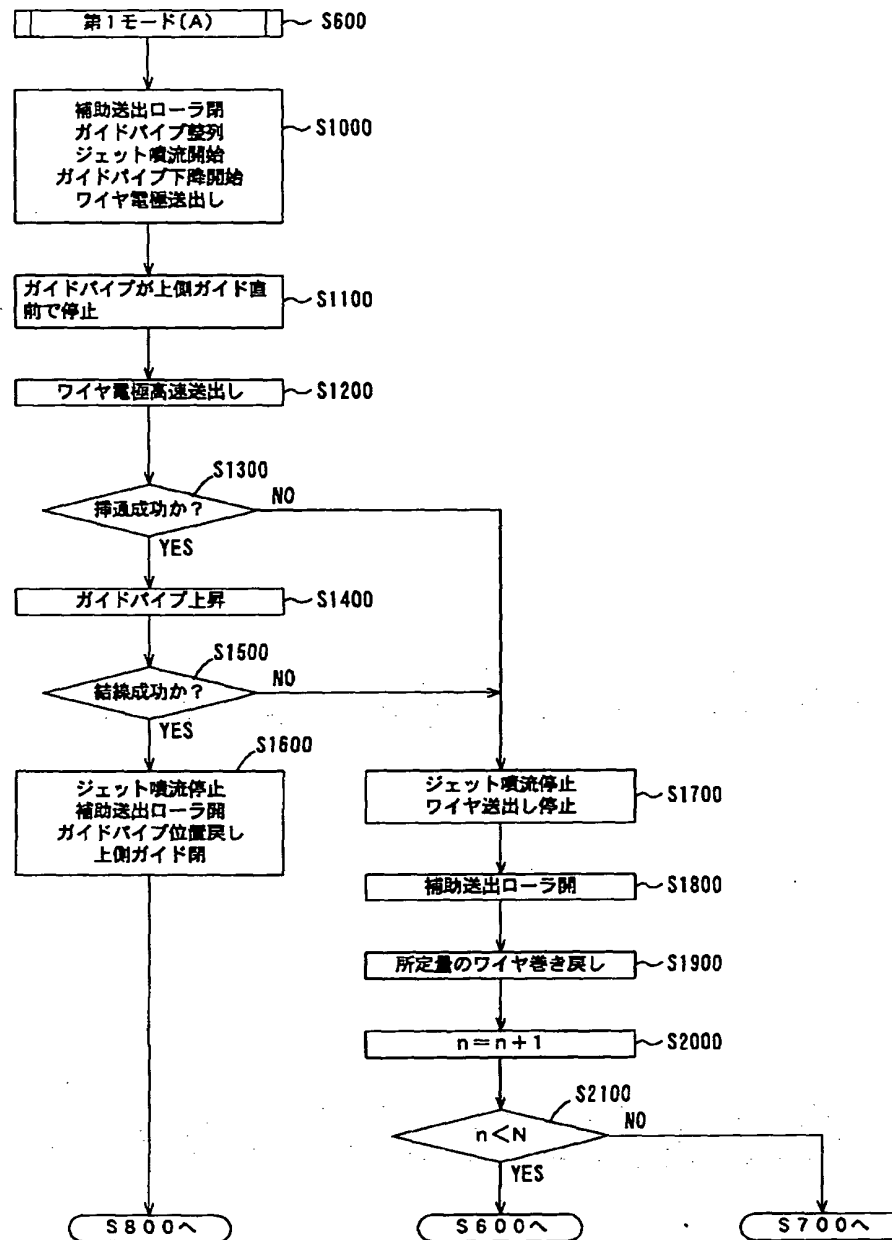 第1モード(A)
S600
補助送出ローラ閉
ガイドパイプ整列
ジェット噴流開始
ガイドパイプ下降開始
ワイヤ電極送出し
S1000
ガイドパイプが上側ガイド直
前で停止
S1100
ワイヤ電極高速送出し
S1200
S1300
挿通成功か?
NO
YES
ガイドパイプ上昇
S1400
S1500
結線成功か?
NO
YES
S1600
ジェット噴流停止
補助送出ローラ開
ガイドパイプ位置戻し
上側ガイド閉
ジェット噴流停止
ワイヤ送出し停止
S1700
補助送出ローラ開
S1800
所定量のワイヤ巻き戻し
S1900
n=n+1
S2000
S2100
n<N
NO
YES
S800へ
S600へ
S700へ